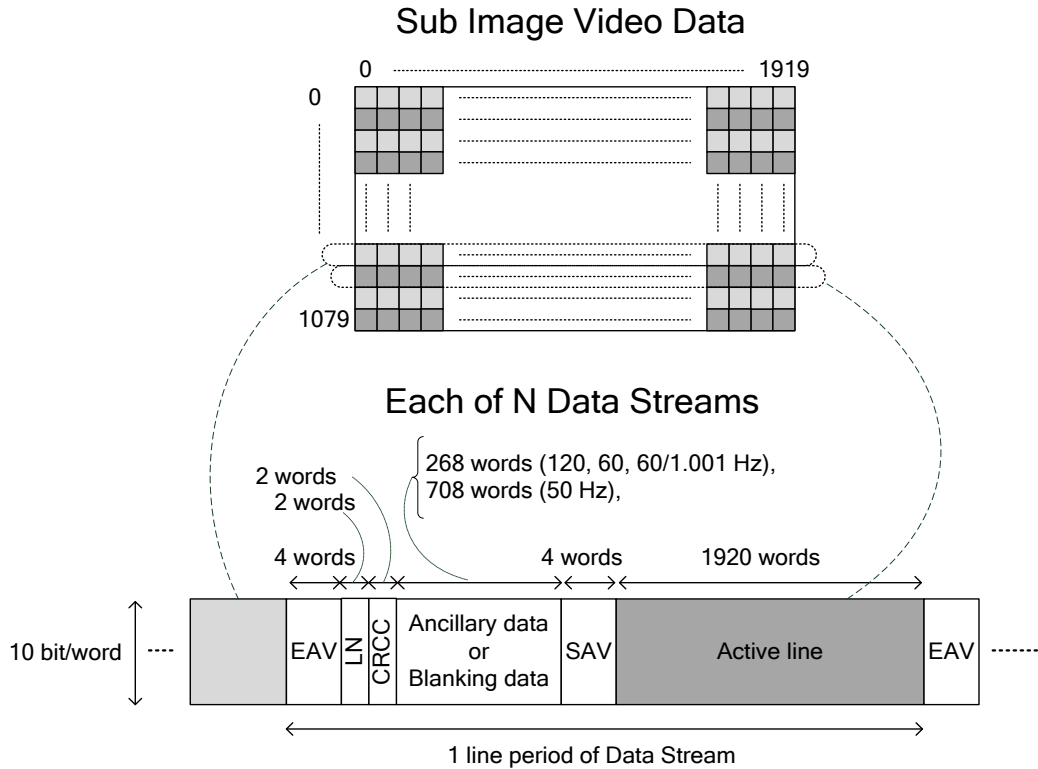 Sub Image Video Data
0 1919
0
1079
Each of N Data Streams
268 words (120, 60, 60/1.001 Hz),
708 words (50 Hz),
2 words
2 words
4 words
4 words
1920 words
10 bit/word
EAV
LN
CRCC
Ancillary data
or
Blanking data
SAV
Active line
EAV
1 line period of Data Stream